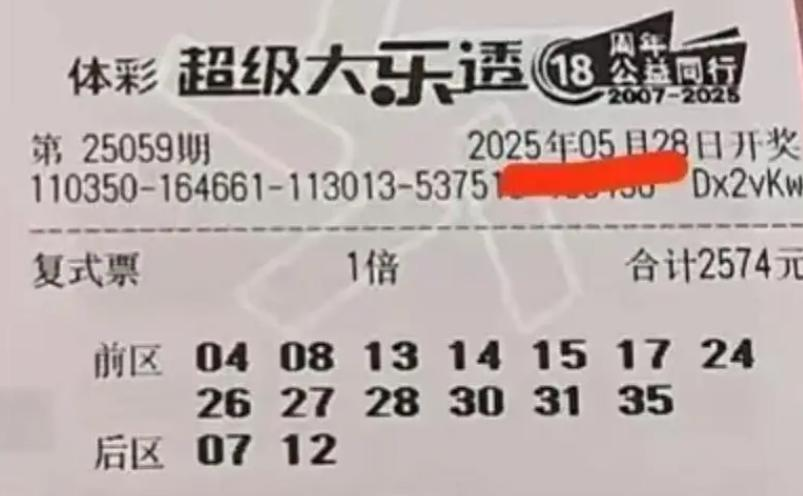 体彩 超级大乐透 18 周年
公益同行
2007-2025
第 25059期 2025年05月28日开奖
110350-164661-113013-53751 Dx2vKw
复式票 1倍 合计2574元
前区 04 08 13 14 15 17 24
26 27 28 30 31 35
后区 07 12